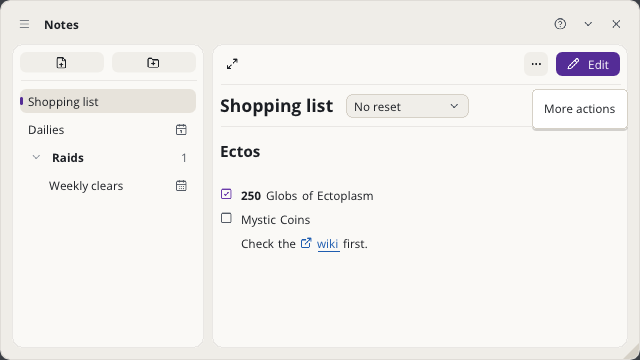 Notes
Edit
Shopping list
Dailies
Raids 1
Weekly clears
Shopping list No reset
More actions
Ectos
250 Globs of Ectoplasm
Mystic Coins
Check the wiki first.